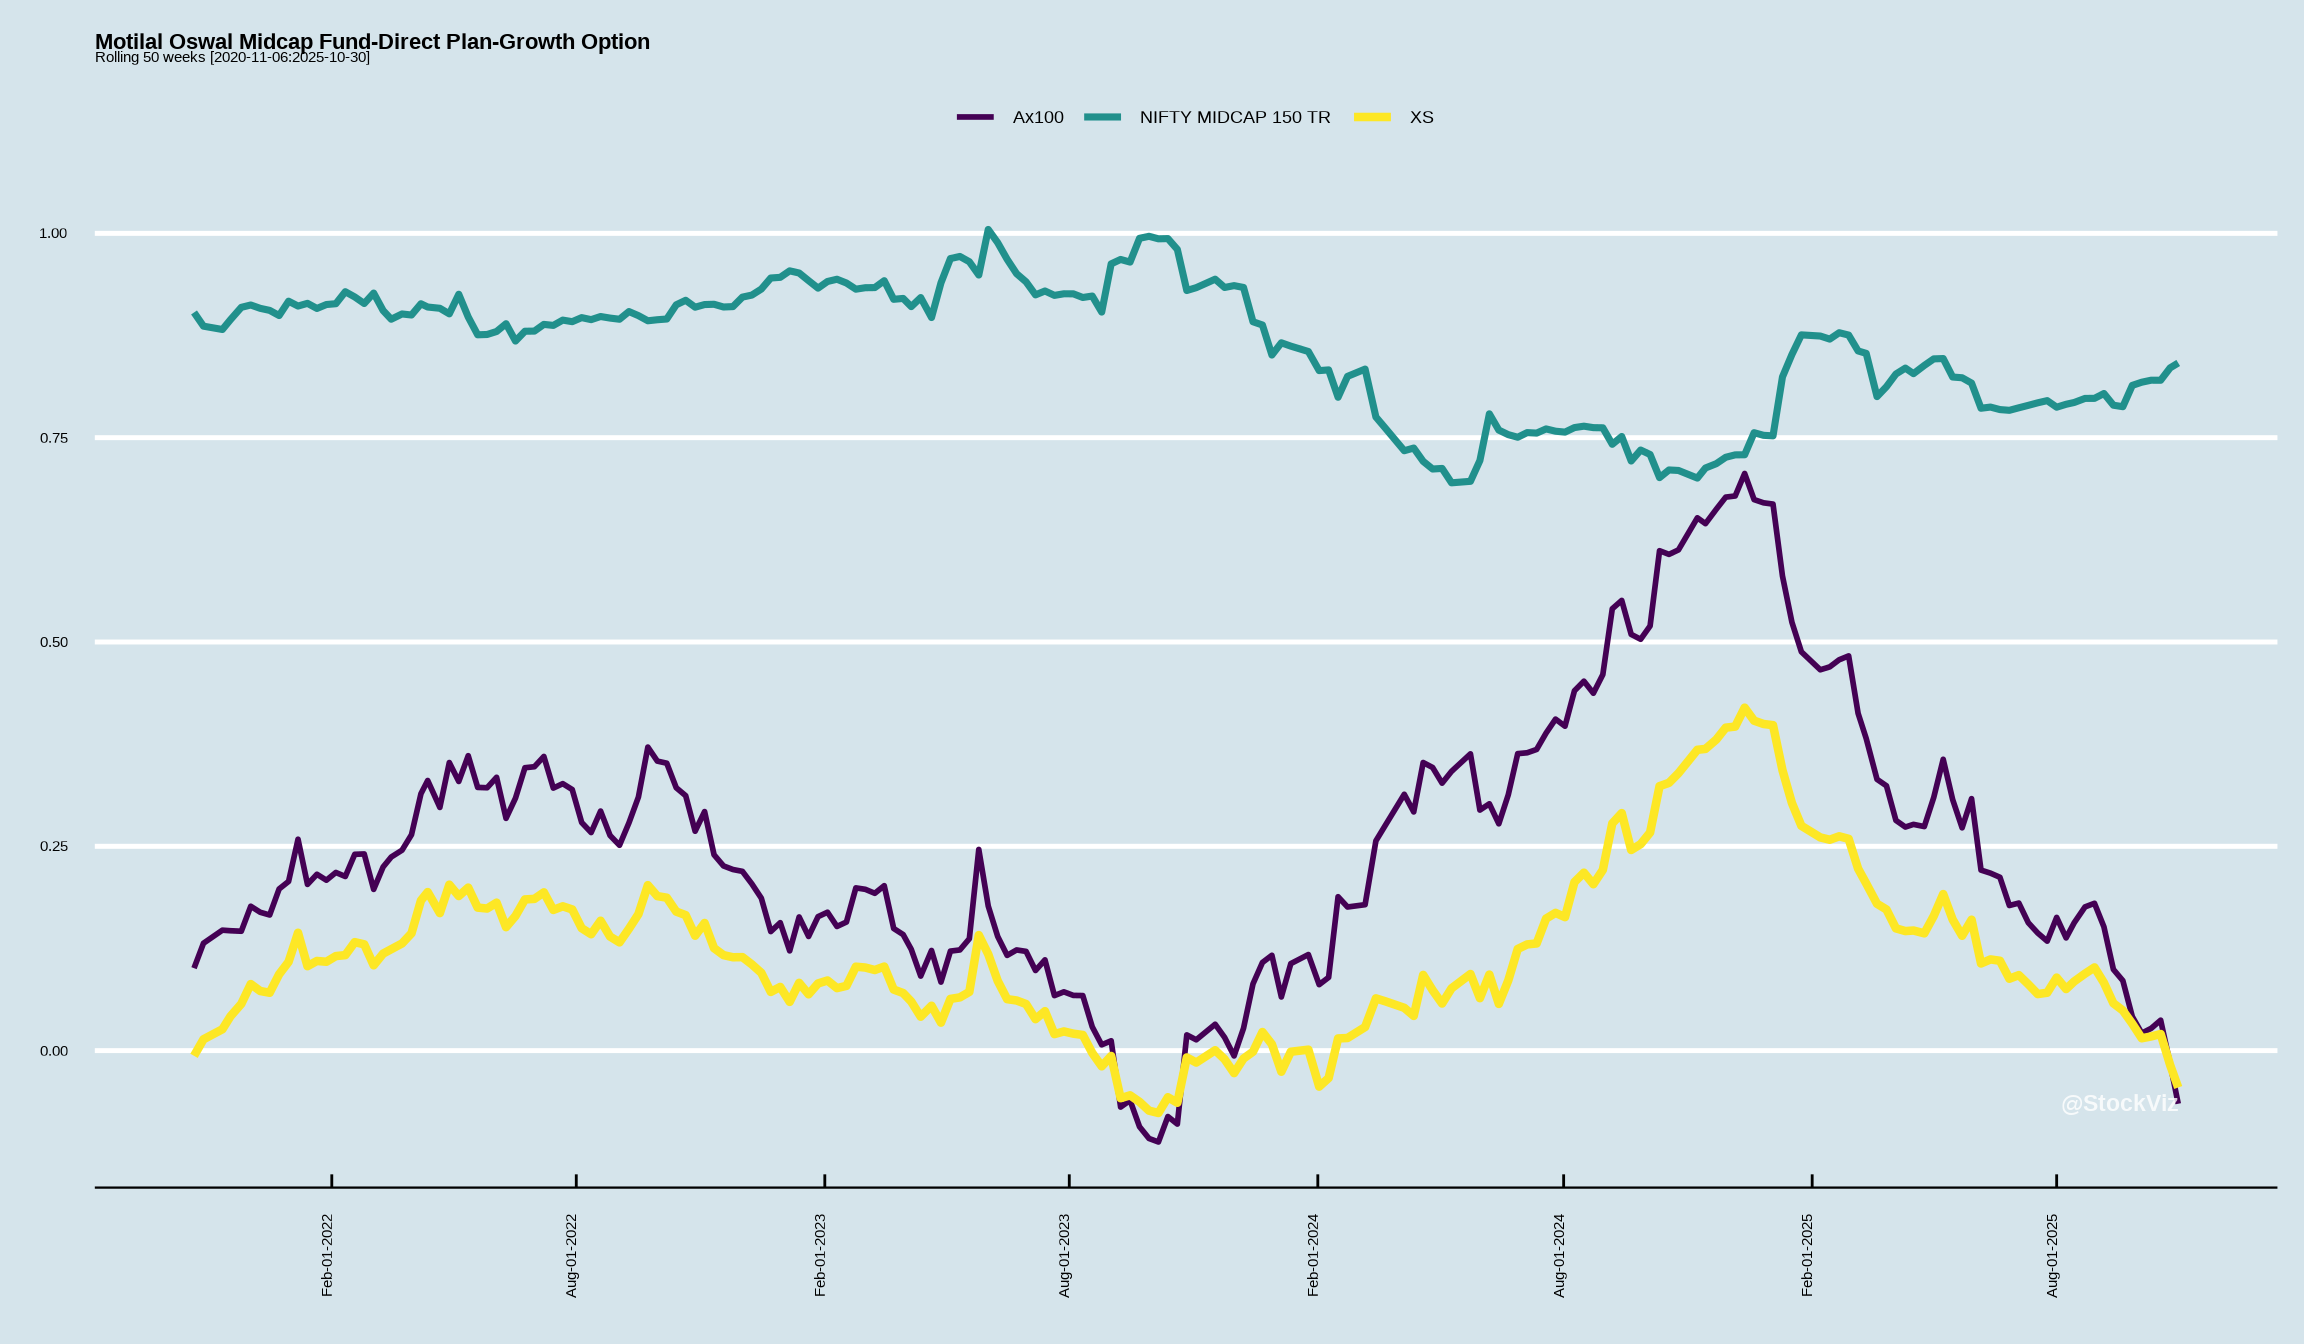 Motilal Oswal Midcap Fund-Direct Plan-Growth Option
Rolling 50 weeks [2020-11-06:2025-10-30]
Ax100 NIFTY MIDCAP 150 TR XS
1.00
0.75
0.50
0.25
0.00
@StockViz
Feb-01-2022
Aug-01-2022
Feb-01-2023
Aug-01-2023
Feb-01-2024
Aug-01-2024
Feb-01-2025
Aug-01-2025